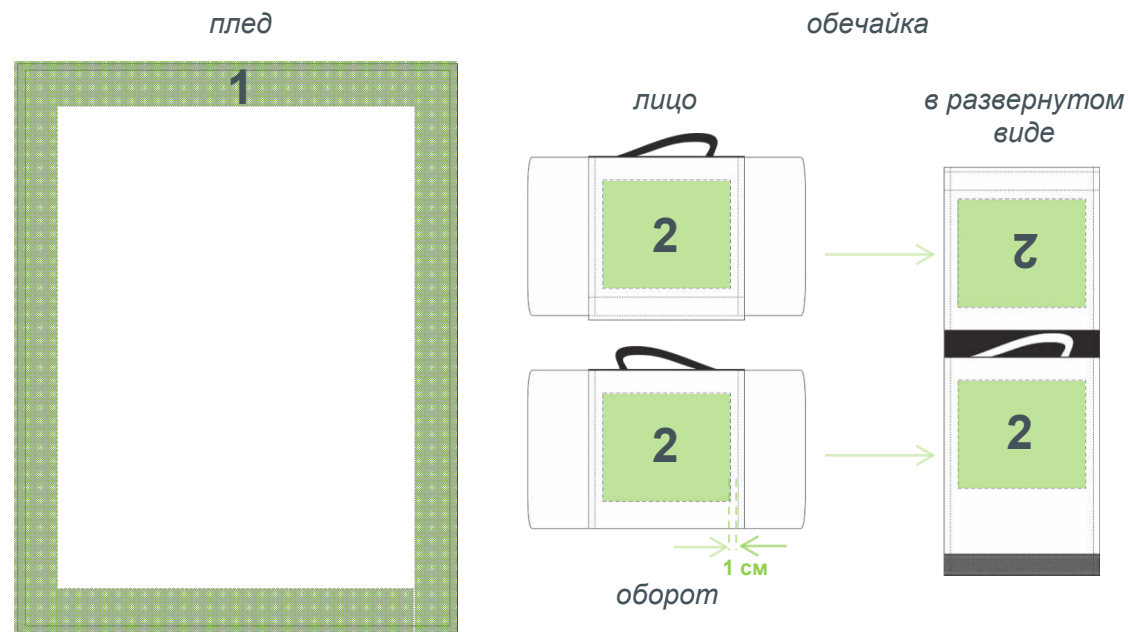 плед
обечайка
1
лицо
в развернутом
виде
2
2
2
2
1 см
оборот